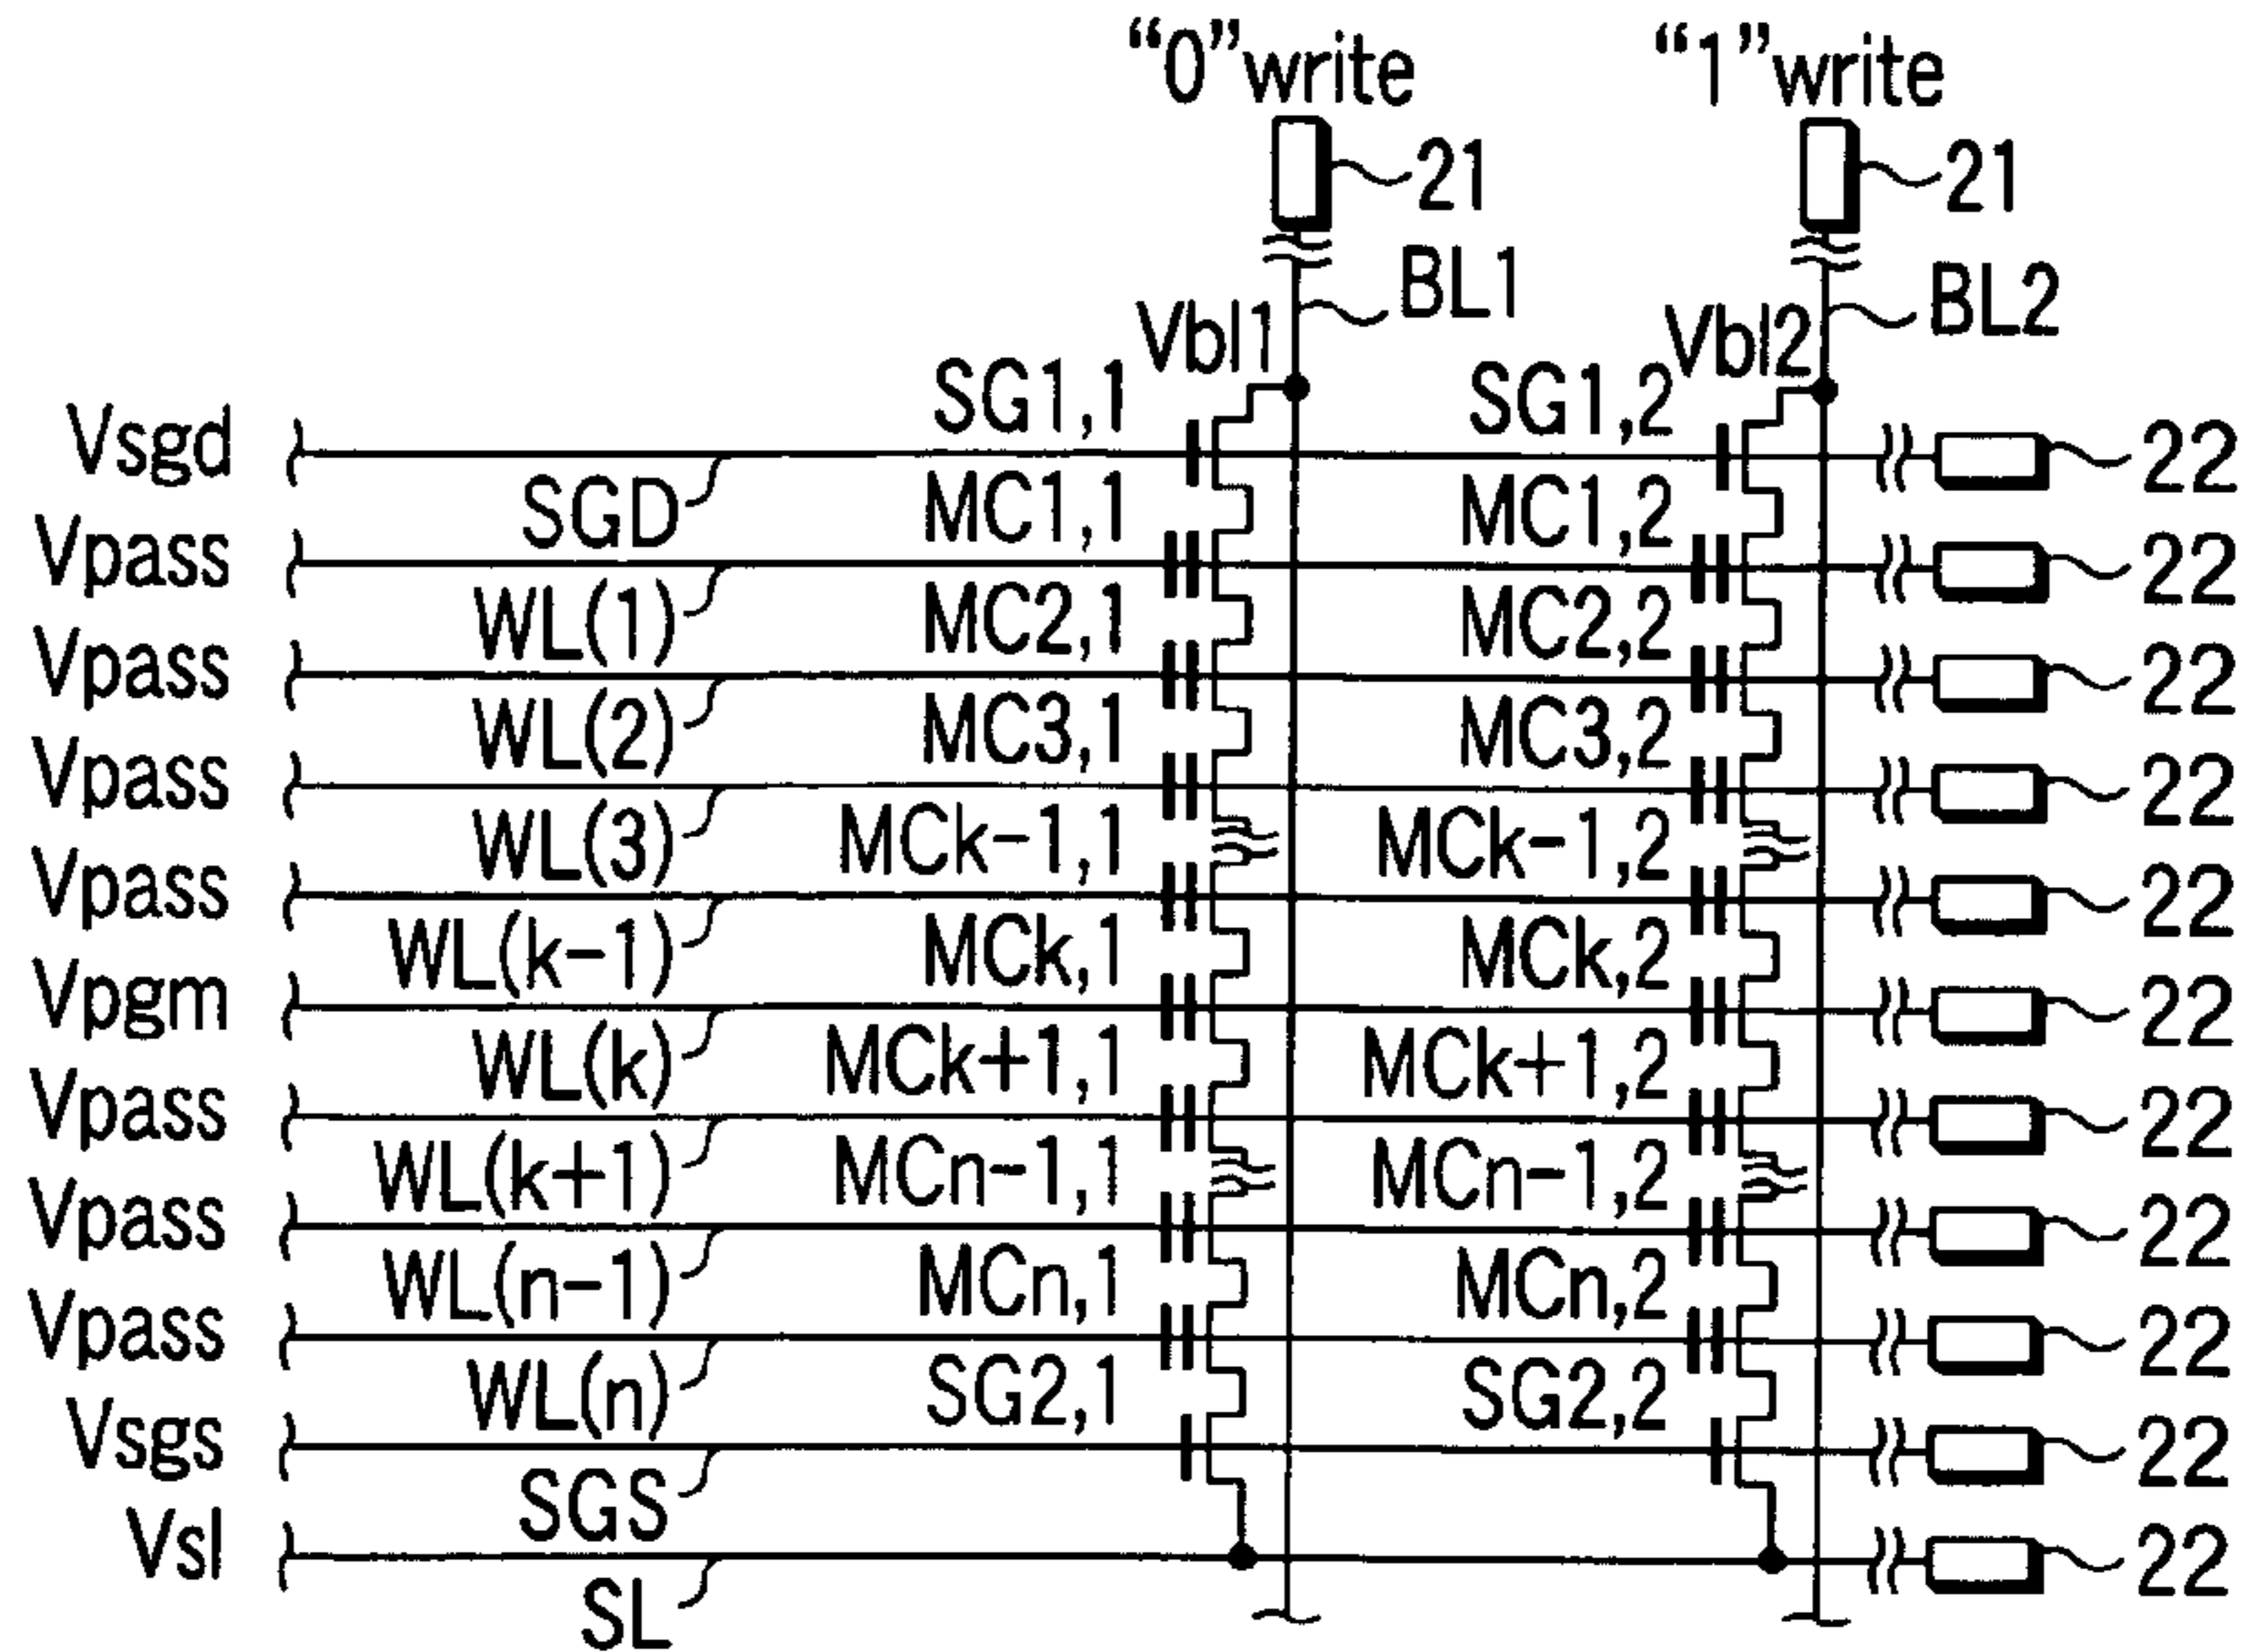 “0”write “1”write
21 21
BL1 BL2
Vbl1 Vbl2
SG1,1 SG1,2
Vsgd 22
SGD MC1,1 MC1,2
Vpass 22
WL(1) MC2,1 MC2,2
Vpass 22
WL(2) MC3,1 MC3,2
Vpass 22
WL(3) MCk-1,1 MCk-1,2
Vpass 22
WL(k-1) MCk,1 MCk,2
Vpgm 22
WL(k) MCk+1,1 MCk+1,2
Vpass 22
WL(k+1) MCn-1,1 MCn-1,2
Vpass 22
WL(n-1) MCn,1 MCn,2
Vpass 22
WL(n) SG2,1 SG2,2
Vsgs 22
SGS
Vsl 22
SL